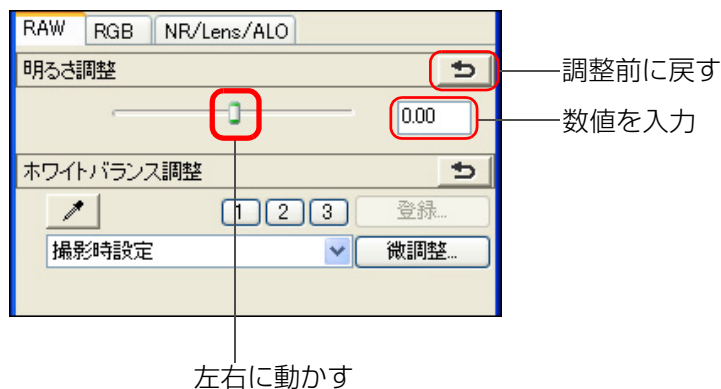 RAW RGB NR/Lens/ALO
明るさ調整
調整前に戻す
0.00
数値を入力
ホワイトバランス調整
1 2 3 登録...
撮影時設定 微調整...
左右に動かす